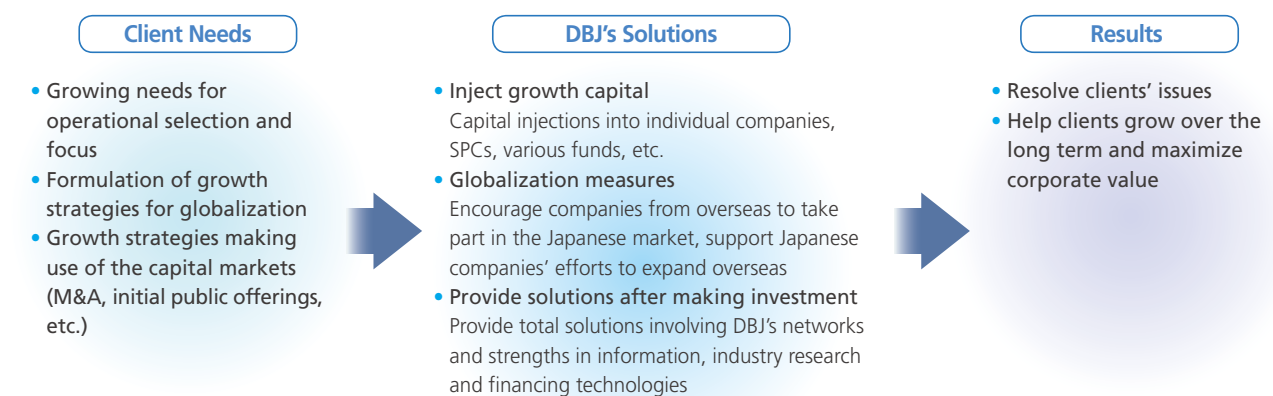 Client Needs
• Growing needs for
operational selection and
focus
• Formulation of growth
strategies for globalization
• Growth strategies making
use of the capital markets
(M&A, initial public offerings,
etc.)
DBJ's Solutions
• Inject growth capital
Capital injections into individual companies,
SPCs, various funds, etc.
• Globalization measures
Encourage companies from overseas to take
part in the Japanese market, support Japanese
companies' efforts to expand overseas
• Provide solutions after making investment
Provide total solutions involving DBJ's networks
and strengths in information, industry research
and financing technologies
Results
• Resolve clients' issues
• Help clients grow over the
long term and maximize
corporate value